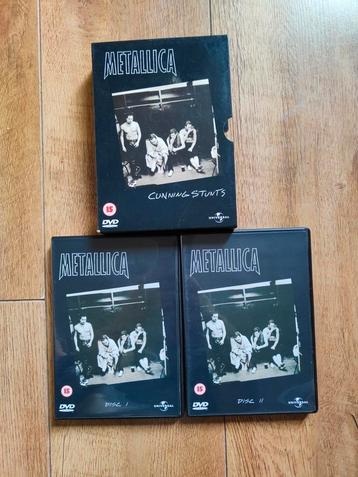 METALLICA
CUNNING STUNTS
15
DVD
UNIVERSAL
METALLICA
15
DVD
DISC I
UNIVERSAL
METALLICA
15
DVD
DISC II
UNIVERSAL